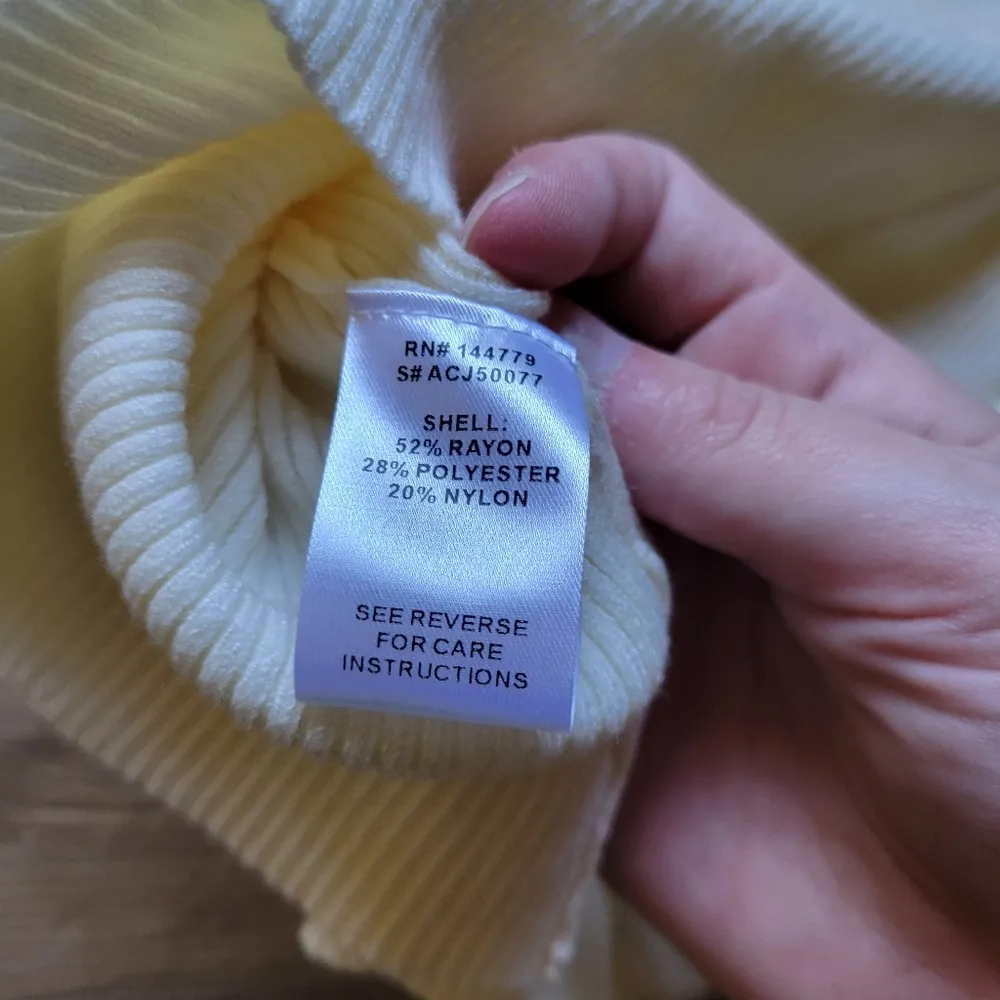 RN# 144779
S# ACJ50077
SHELL:
52% RAYON
28% POLYESTER
20% NYLON
SEE REVERSE
FOR CARE
INSTRUCTIONS